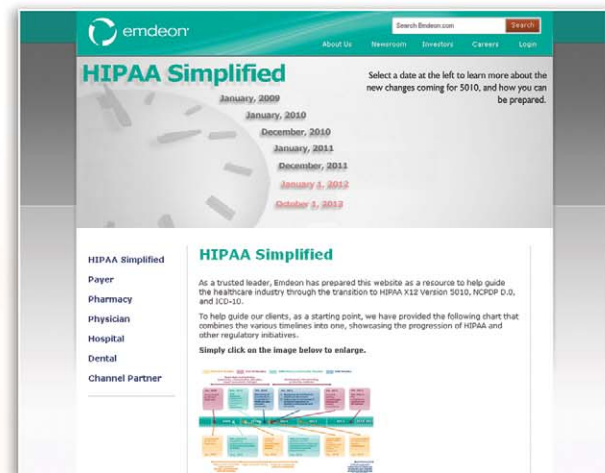 emdeon
Search Emdeon.com
Search
About Us
Newsroom
Investors
Careers
Login
HIPAA Simplified
Select a date at the left to learn more about the
new changes coming for 5010, and how you can
be prepared.
January, 2009
January, 2010
December, 2010
January, 2011
December, 2011
January 1, 2012
October 1, 2013
HIPAA Simplified
Payer
Pharmacy
Physician
Hospital
Dental
Channel Partner
HIPAA Simplified
As a trusted leader, Emdeon has prepared this website as a resource to help guide
the healthcare industry through the transition to HIPAA X12 Version 5010, NCPDP D.0,
and ICD-10.
To help guide our clients, as a starting point, we have provided the following chart that
combines the various timelines into one, showcasing the progression of HIPAA and
other regulatory initiatives.
Simply click on the image below to enlarge.